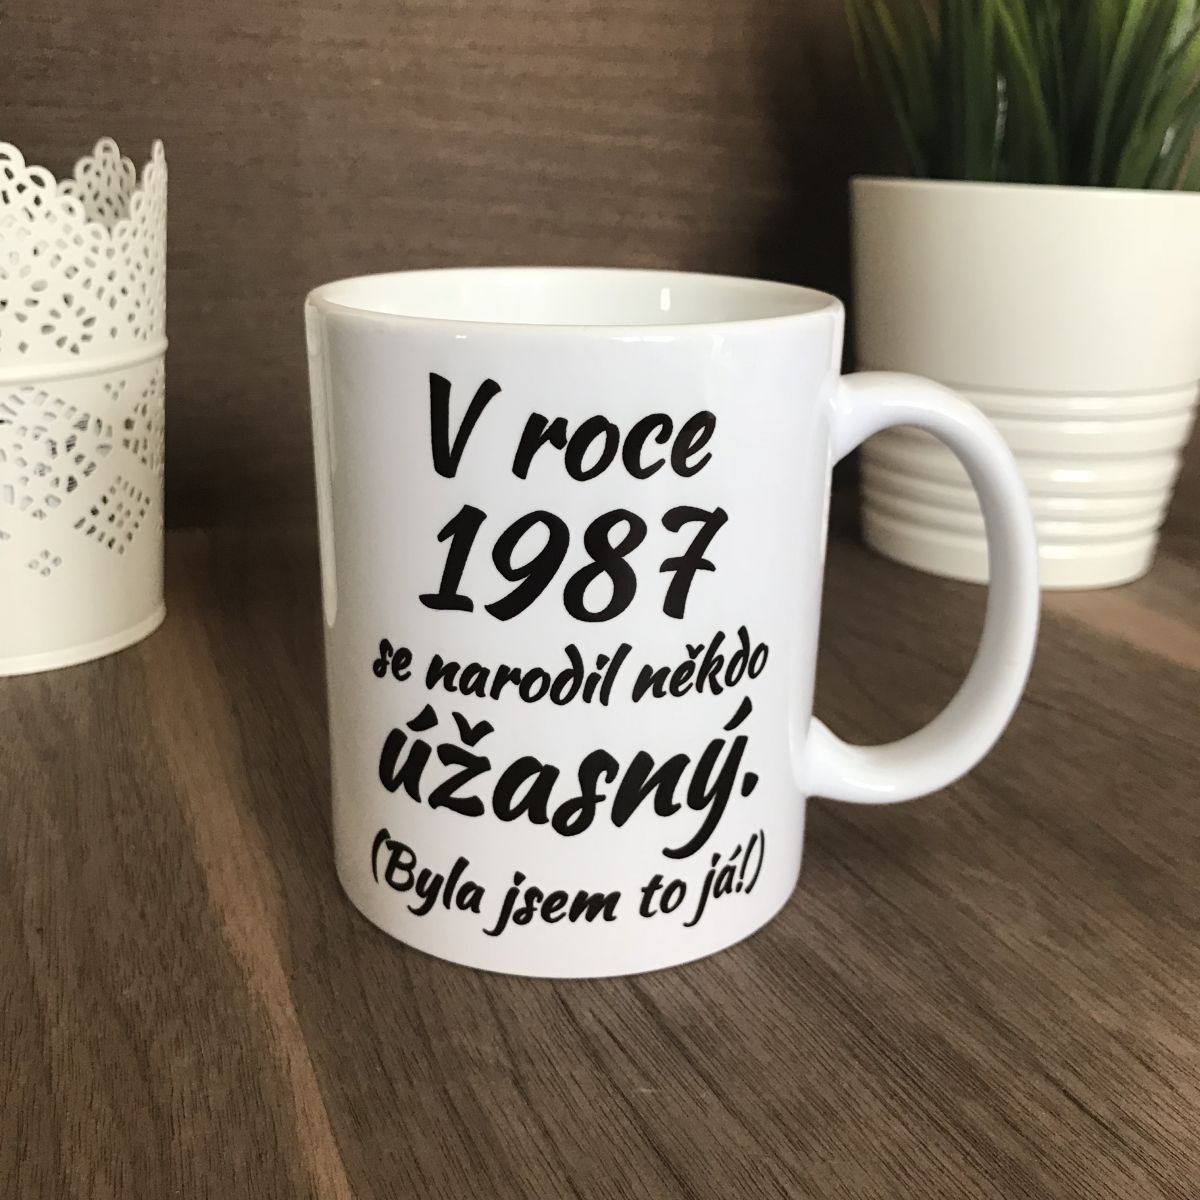 V roce
1987
se narodil někdo
úžasný.
(Byla jsem to já!)